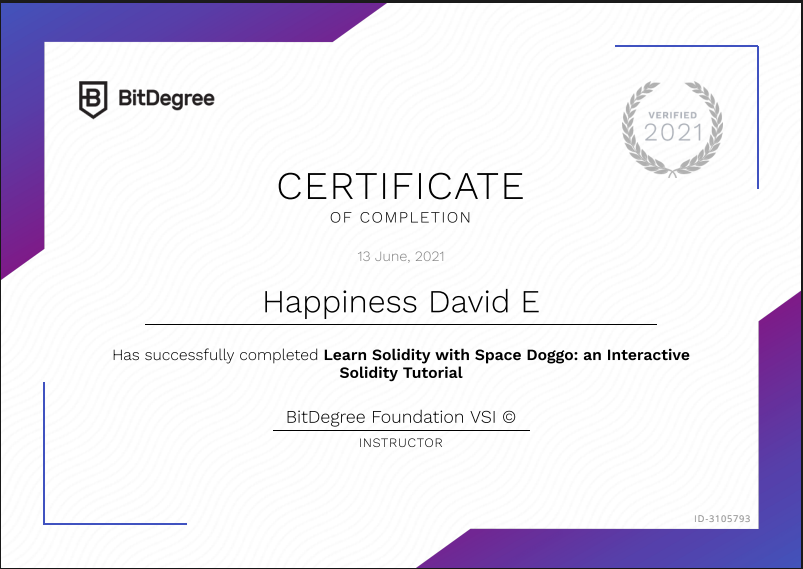 BitDegree
VERIFIED
2021
CERTIFICATE
OF COMPLETION
13 June, 2021
Happiness David E
Has successfully completed Learn Solidity with Space Doggo: an Interactive
Solidity Tutorial
BitDegree Foundation VSI ©
INSTRUCTOR
ID-3105793